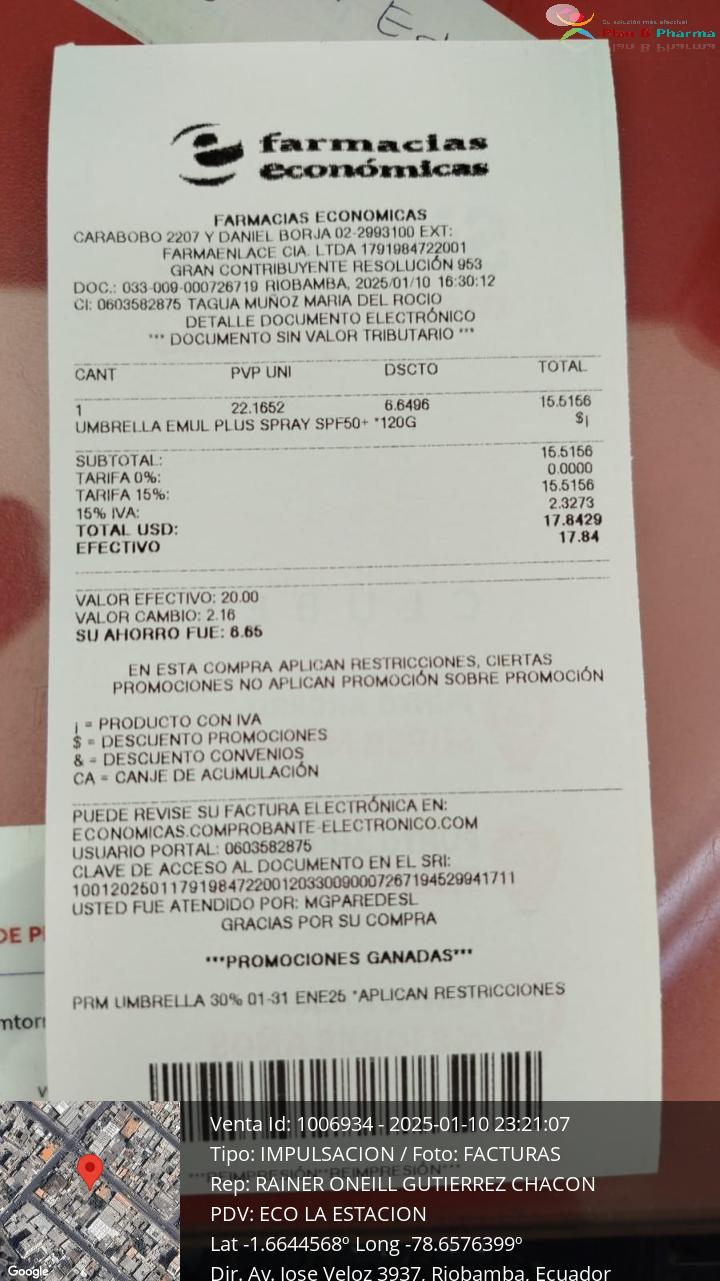 Su solución más efectiva!
Plau & Pharma
farmacias
económicas
FARMACIAS ECONOMICAS
CARABOBO 2207 Y DANIEL BORJA 02-2993100 EXT:
FARMAENLACE CIA. LTDA 1791984722001
GRAN CONTRIBUYENTE RESOLUCIÓN 953
DOC.: 033-009-000726719 RIOBAMBA, 2025/01/10 16:30:12
CI: 0603582875 TAGUA MUÑOZ MARIA DEL ROCIO
DETALLE DOCUMENTO ELECTRÓNICO
*** DOCUMENTO SIN VALOR TRIBUTARIO ***
CANT PVP UNI DSCTO TOTAL
1 22.1652 6.6496 15.5156
UMBRELLA EMUL PLUS SPRAY SPF50+ *120G $¡
SUBTOTAL: 15.5156
TARIFA 0%: 0.0000
TARIFA 15%: 15.5156
15% IVA: 2.3273
TOTAL USD: 17.8429
EFECTIVO 17.84
VALOR EFECTIVO: 20.00
VALOR CAMBIO: 2.16
SU AHORRO FUE: 6.65
EN ESTA COMPRA APLICAN RESTRICCIONES, CIERTAS
PROMOCIONES NO APLICAN PROMOCIÓN SOBRE PROMOCIÓN
¡ = PRODUCTO CON IVA
$ = DESCUENTO PROMOCIONES
& = DESCUENTO CONVENIOS
CA = CANJE DE ACUMULACIÓN
PUEDE REVISE SU FACTURA ELECTRÓNICA EN:
ECONOMICAS.COMPROBANTE-ELECTRONICO.COM
USUARIO PORTAL: 0603582875
CLAVE DE ACCESO AL DOCUMENTO EN EL SRI:
1001202501179198472200120330090007267194529941711
USTED FUE ATENDIDO POR: MGPAREDESL
GRACIAS POR SU COMPRA
***PROMOCIONES GANADAS***
PRM UMBRELLA 30% 01-31 ENE25 *APLICAN RESTRICCIONES
DE P
***REIMPRESIÓN**REIMPRESIÓN***
Venta Id: 1006934 - 2025-01-10 23:21:07
Tipo: IMPULSACION / Foto: FACTURAS
Rep: RAINER ONEILL GUTIERREZ CHACON
PDV: ECO LA ESTACION
Lat -1.6644568º Long -78.6576399º
Dir. Av. Jose Veloz 3937, Riobamba, Ecuador
Google